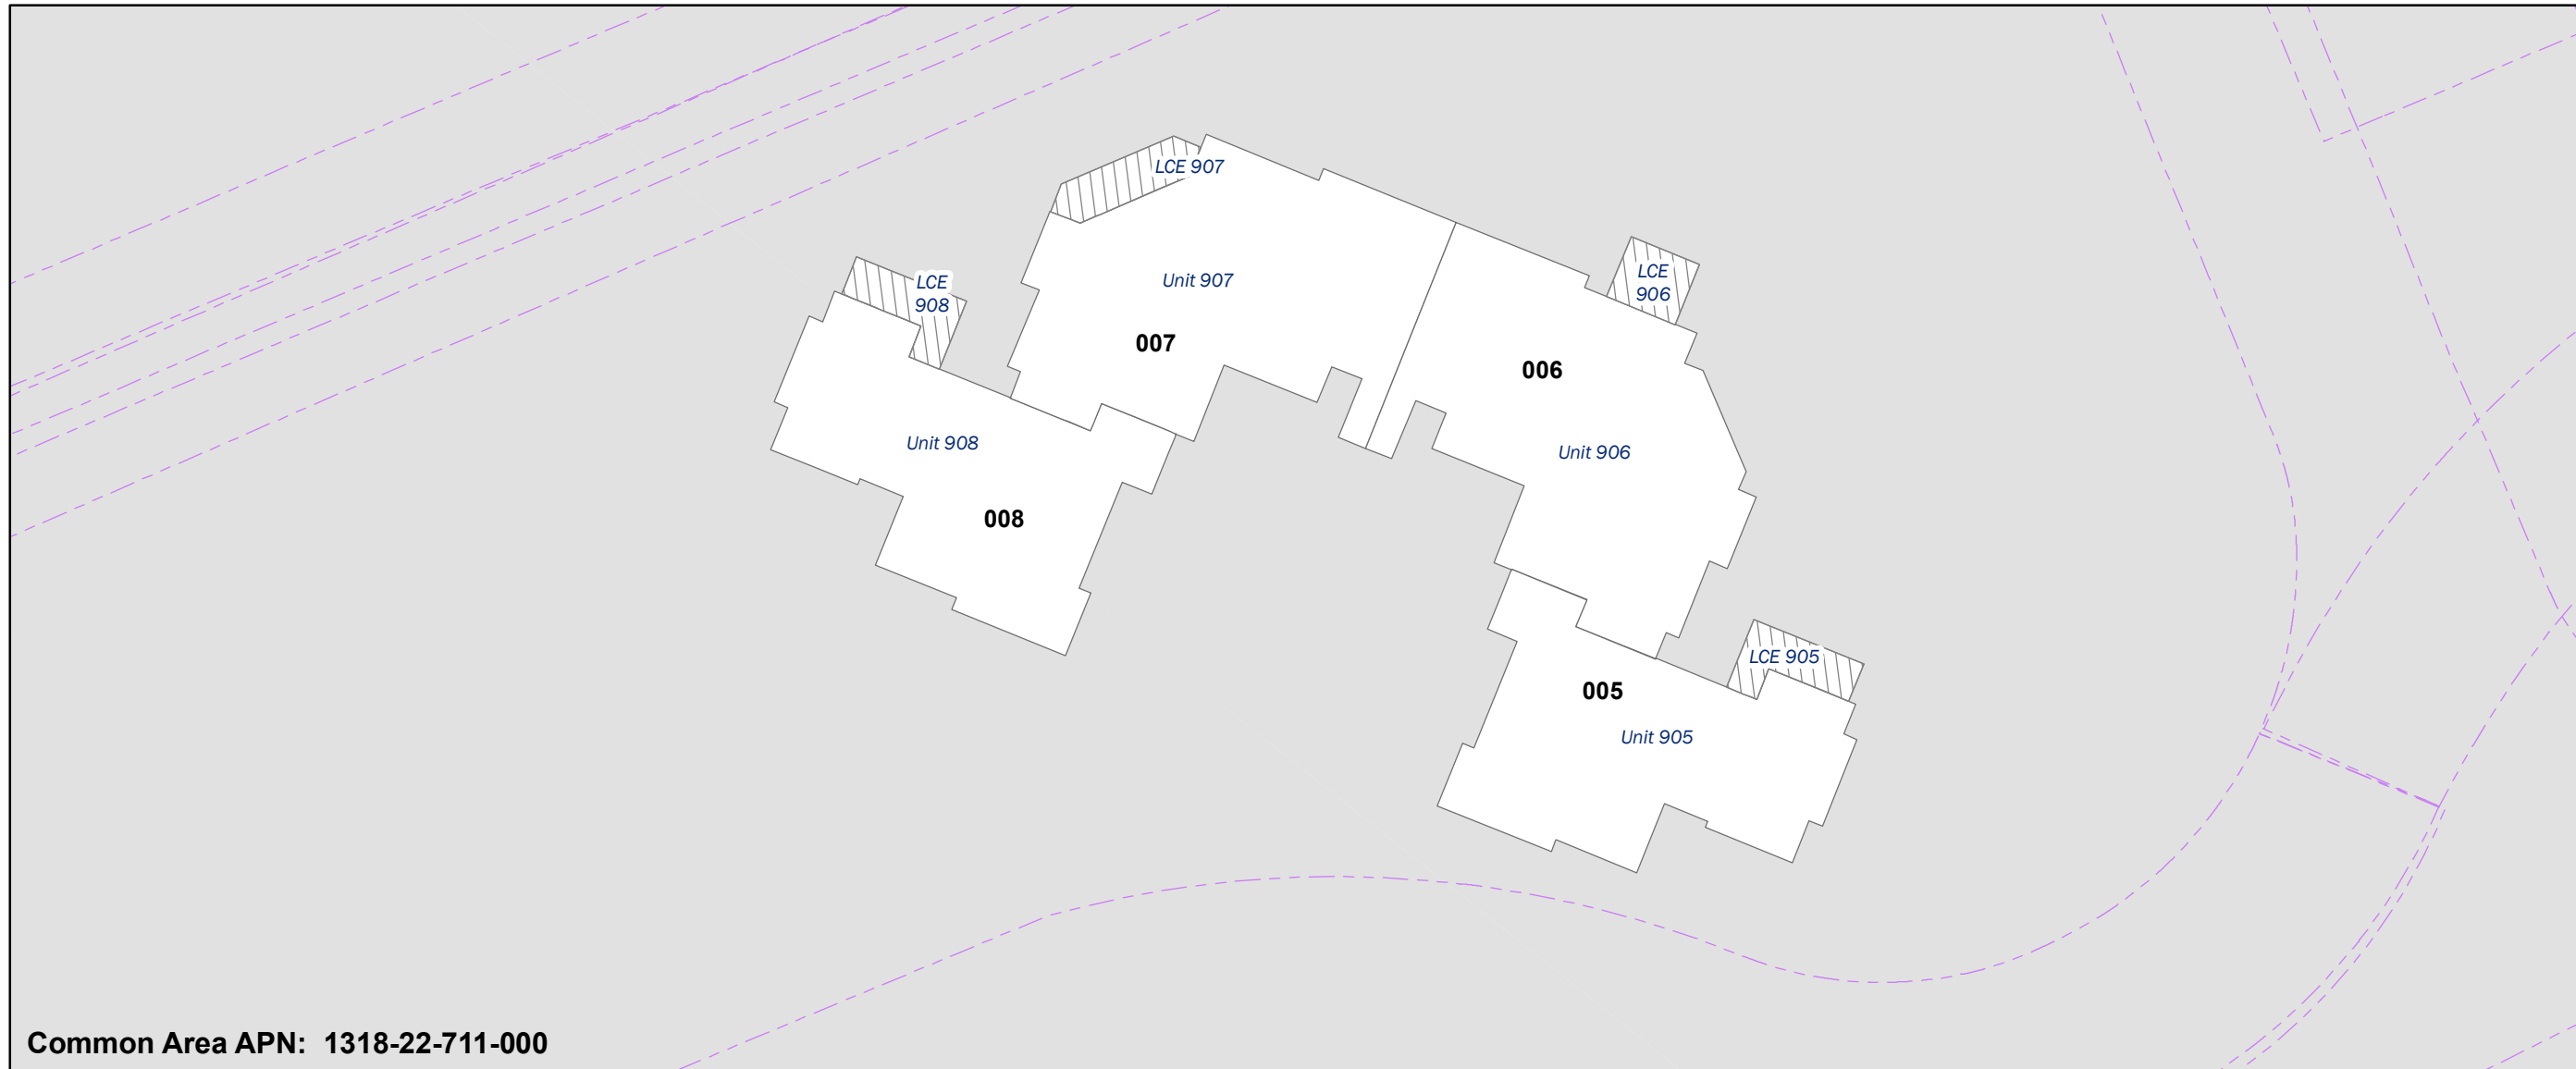 LCE 907
LCE
906
LCE
908
Unit 907
007
006
Unit 908
Unit 906
008
LCE 905
005
Unit 905
Common Area APN:  1318-22-711-000